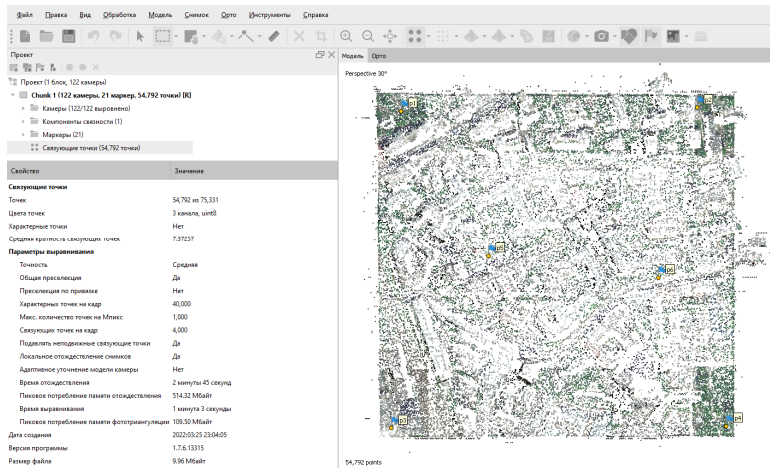 Файл Правка Вид Обработка Модель Снимок Орто Инструменты Справка
Проект
Модель Орто
Проект (1 блок, 122 камеры)
Chunk 1 (122 камеры, 21 маркер, 54,792 точки) [R]
Камеры (122/122 выровнено)
Компоненты связности (1)
Маркеры (21)
Связующие точки (54,792 точки)
Perspective 30°
p1
p2
p5
p3
p4
Свойство Значение
Связующие точки
Точек 54,792 из 75,331
Цвета точек 3 канала, uint8
Характерные точки Нет
Средняя кратность связующих точек 7.37257
Параметры выравнивания
Точность Средняя
Общая преселекция Да
Преселекция по привязке Нет
Характерных точек на кадр 40,000
Макс. количество точек на Мпикс 1,000
Связующих точек на кадр 4,000
Подавлять неподвижные связующие точки Да
Локальное отождествление снимков Да
Адаптивное уточнение модели камеры Нет
Время отождествления 2 минуты 45 секунд
Пиковое потребление памяти отождествления 514.32 Мбайт
Время выравнивания 1 минута 3 секунды
Пиковое потребление памяти фототриангуляции 109.50 Мбайт
Дата создания 2022:03:25 23:04:05
Версия программы 1.7.6.13315
Размер файла 9.96 Мбайт
54,792 points